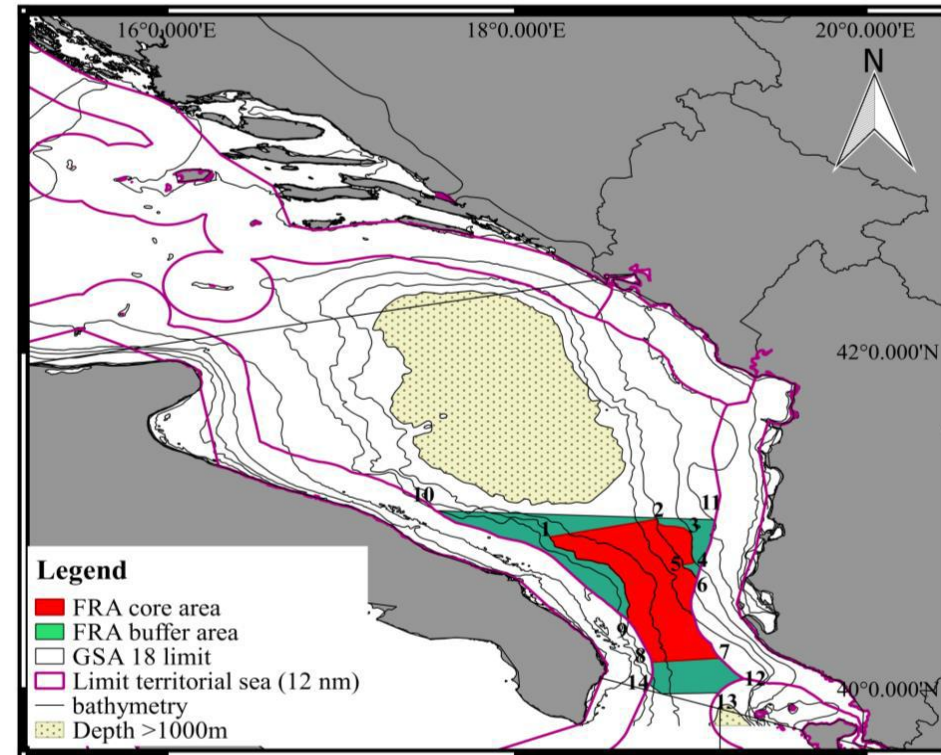 16°0.000'E 18°0.000'E 20°0.000'E
N
42°0.000'N
10
2
11
1
3
5
4
6
9
8
7
14
12
40°0.000'N
13
Legend
FRA core area
FRA buffer area
GSA 18 limit
Limit territorial sea (12 nm)
bathymetry
Depth >1000m